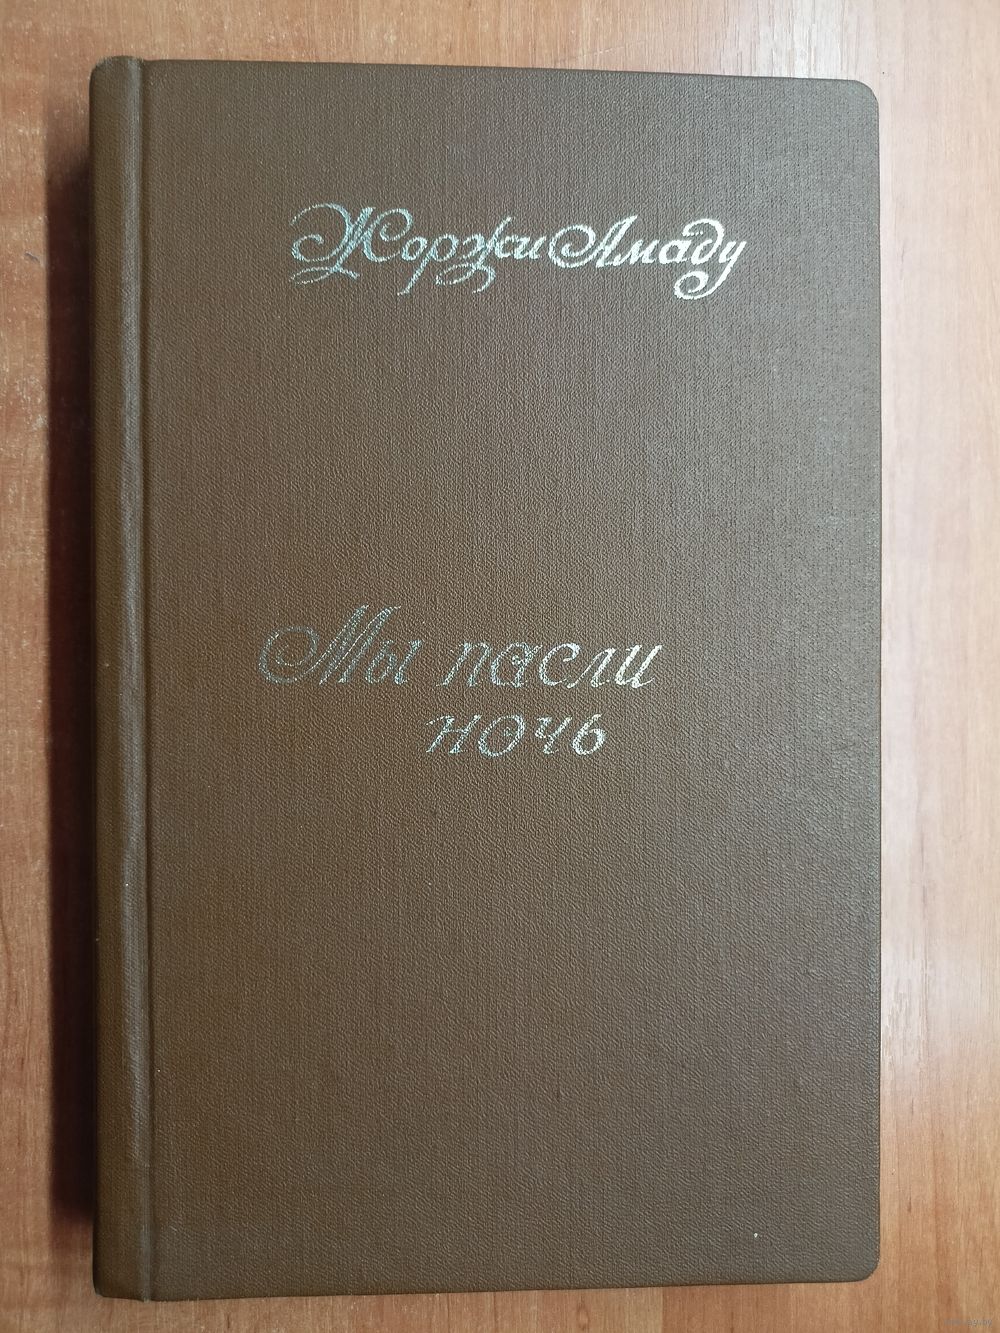 Жоржи Амаду
Мы пасли
ночь